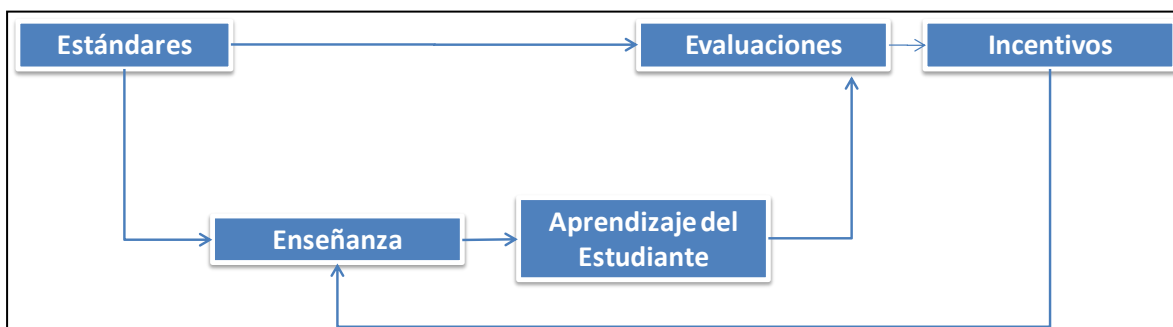 Estándares
Evaluaciones
Incentivos
Enseñanza
Aprendizaje del
Estudiante